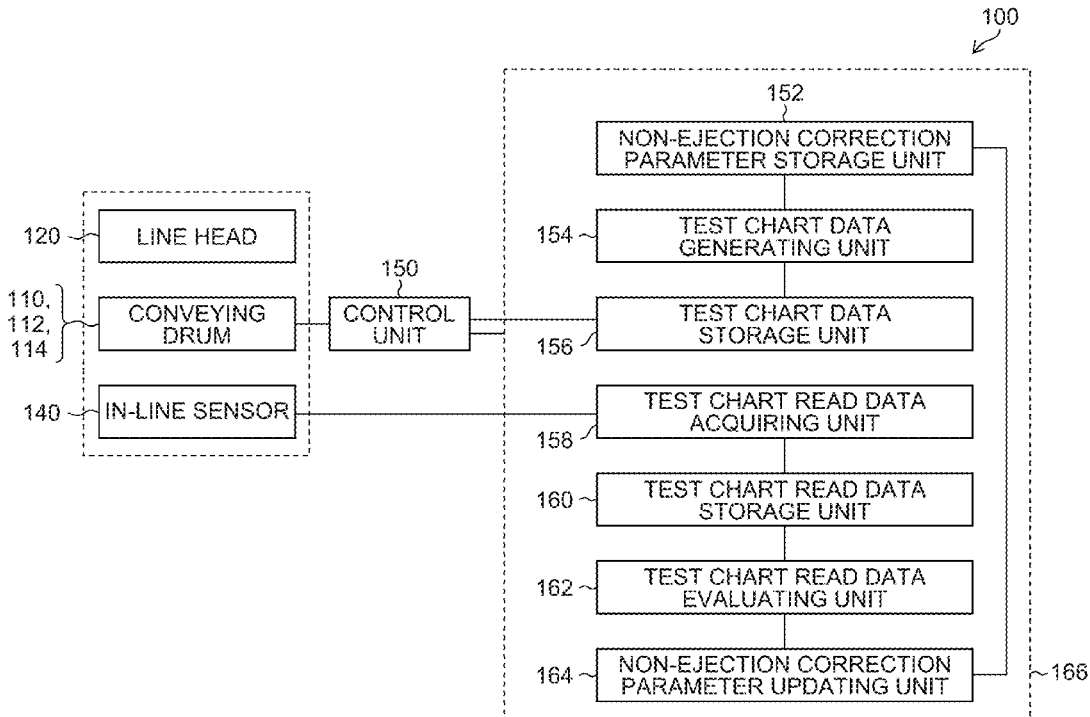 100
152
NON-EJECTION CORRECTION
PARAMETER STORAGE UNIT
120
LINE HEAD
154
TEST CHART DATA
GENERATING UNIT
150
110,
112,
114
CONVEYING
DRUM
CONTROL
UNIT
156
TEST CHART DATA
STORAGE UNIT
140
IN-LINE SENSOR
158
TEST CHART READ DATA
ACQUIRING UNIT
160
TEST CHART READ DATA
STORAGE UNIT
162
TEST CHART READ DATA
EVALUATING UNIT
164
NON-EJECTION CORRECTION
PARAMETER UPDATING UNIT
166